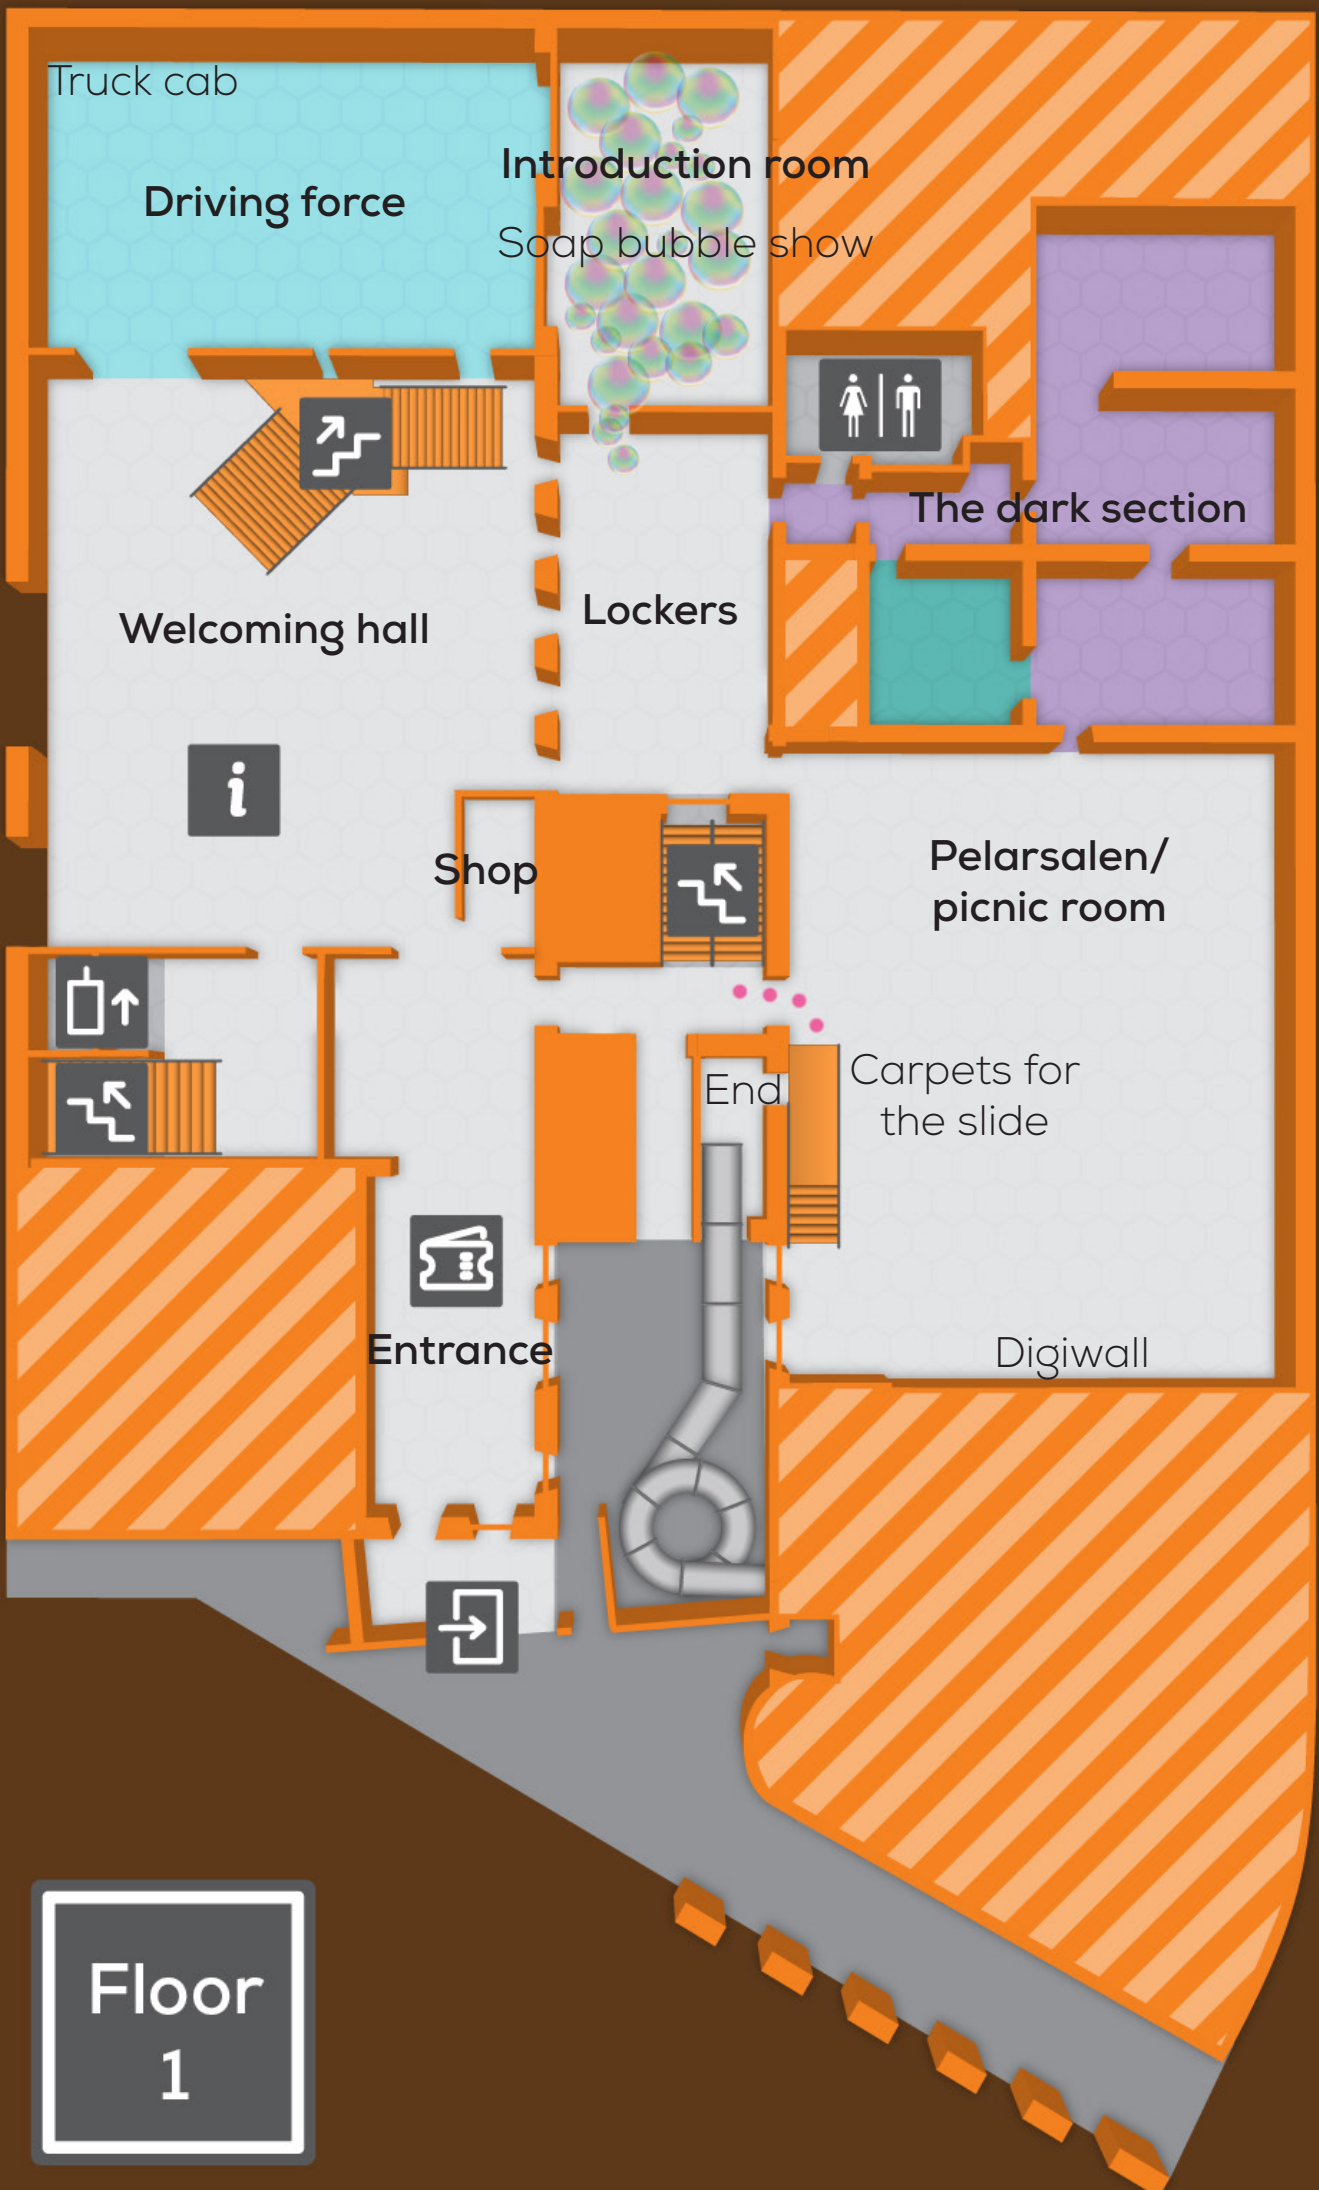 Truck cab
Driving force
Introduction room
Soap bubble show
The dark section
Welcoming hall
Lockers
i
Shop
Pelarsalen/
picnic room
End
Carpets for
the slide
Entrance
Digiwall
Floor
1